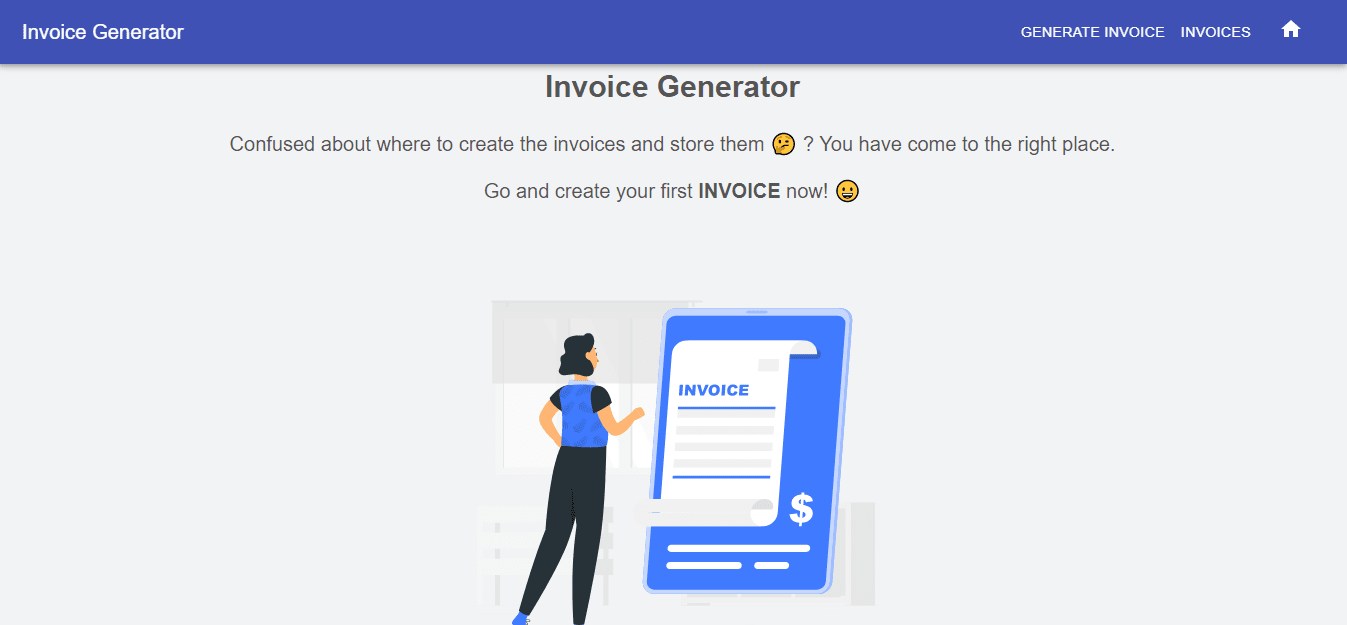 Invoice Generator GENERATE INVOICE INVOICES
Invoice Generator
Confused about where to create the invoices and store them 🤔 ? You have come to the right place.
Go and create your first INVOICE now! 😀
INVOICE
$